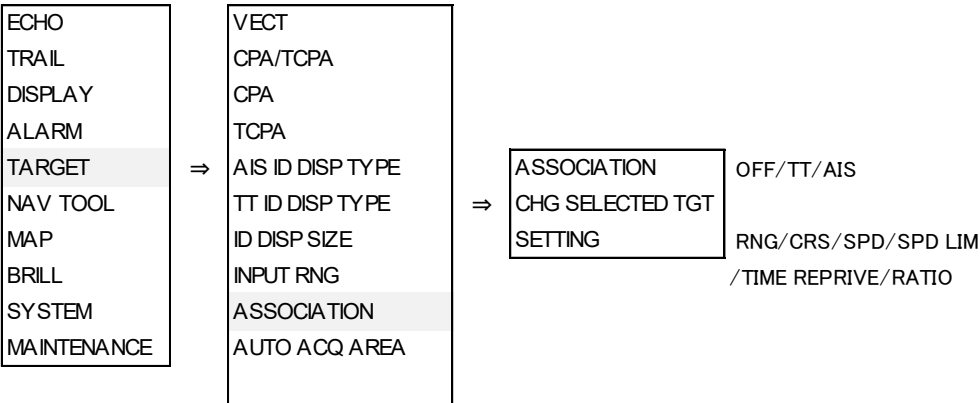 ECHO
TRAIL
DISPLAY
ALARM
TARGET
NAV TOOL
MAP
BRILL
SYSTEM
MAINTENANCE
⇒
VECT
CPA/TCPA
CPA
TCPA
AIS ID DISP TYPE
TT ID DISP TYPE
ID DISP SIZE
INPUT RNG
ASSOCIATION
AUTO ACQ AREA
⇒
ASSOCIATION
CHG SELECTED TGT
SETTING
OFF/TT/AIS
RNG/CRS/SPD/SPD LIM
/TIME REPRIVE/RATIO